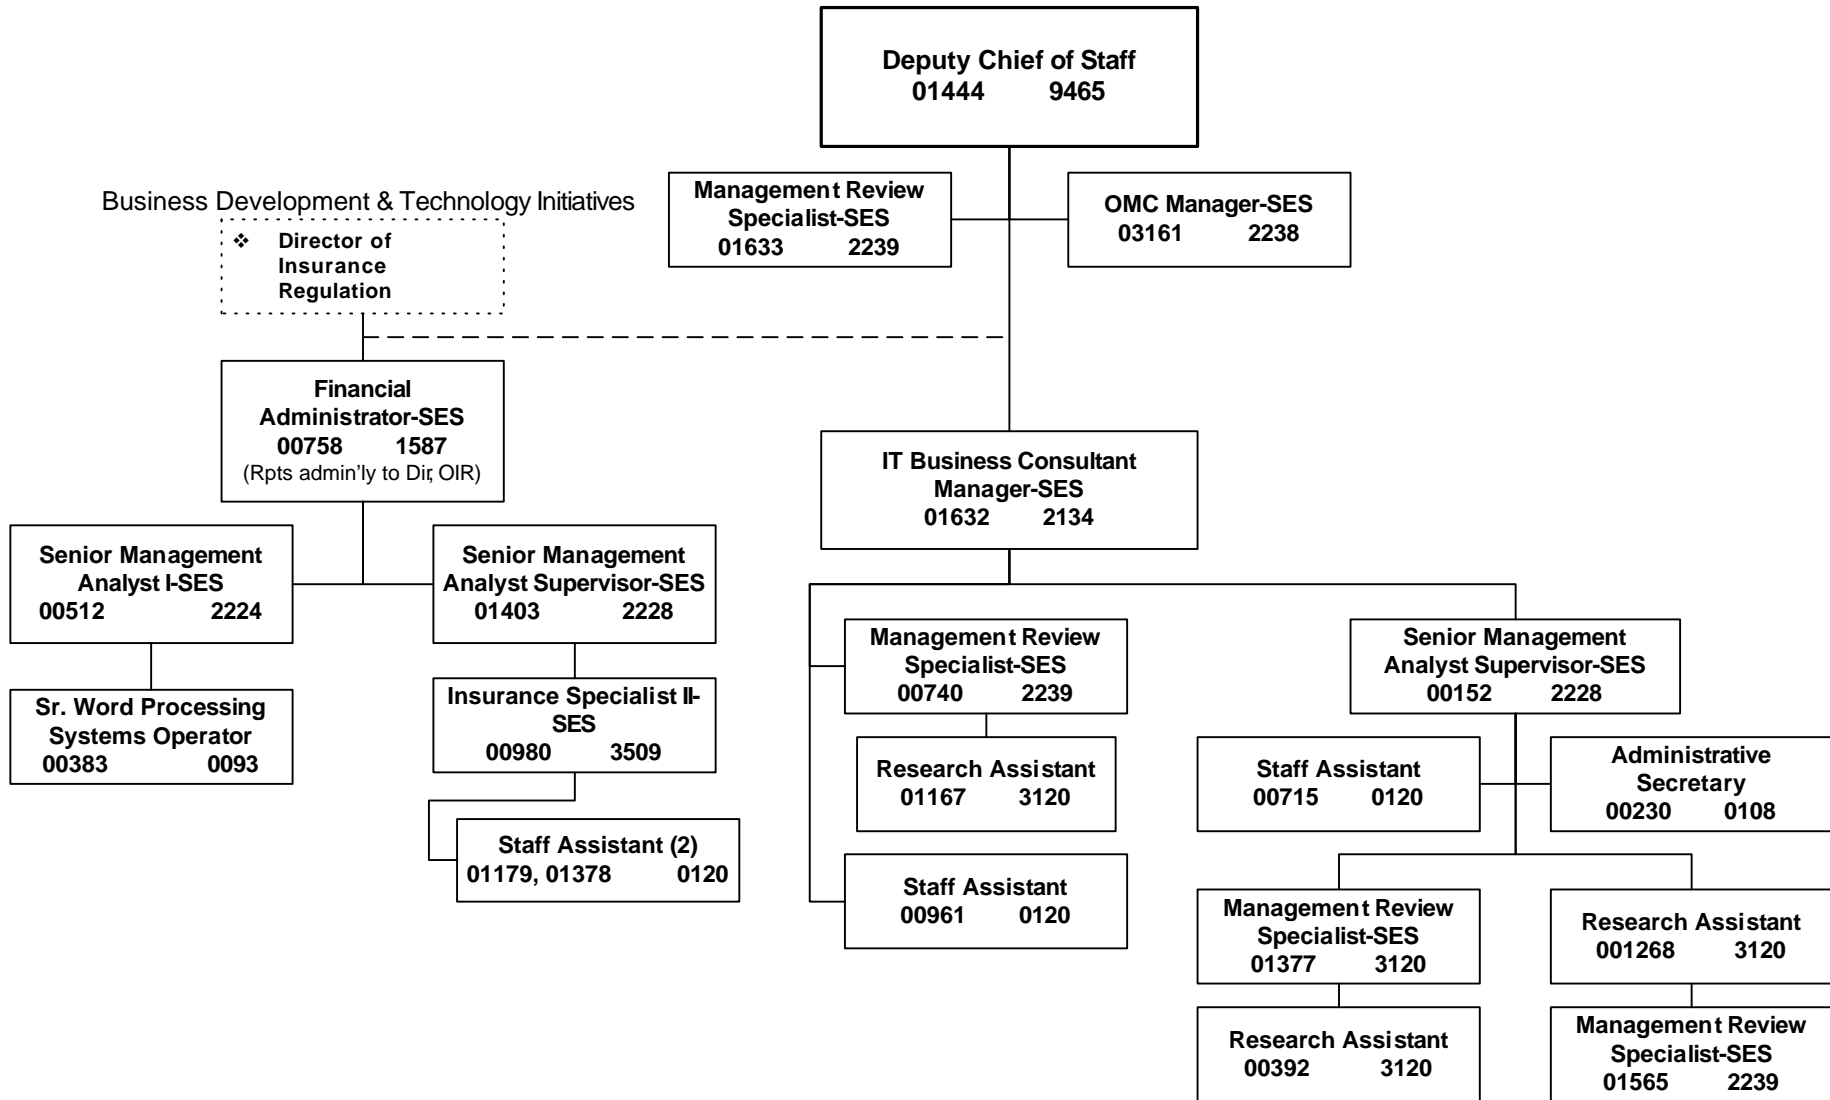 Deputy Chief of Staff
01444 9465
Management Review
Specialist-SES
01633 2239
OMC Manager-SES
03161 2238
Business Development & Technology Initiatives
❖ Director of
Insurance
Regulation
Financial
Administrator-SES
00758 1587
(Rpts admin'ly to Dir, OIR)
IT Business Consultant
Manager-SES
01632 2134
Senior Management
Analyst I-SES
00512 2224
Senior Management
Analyst Supervisor-SES
01403 2228
Sr. Word Processing
Systems Operator
00383 0093
Insurance Specialist II-
SES
00980 3509
Staff Assistant (2)
01179, 01378 0120
Management Review
Specialist-SES
00740 2239
Research Assistant
01167 3120
Staff Assistant
00961 0120
Senior Management
Analyst Supervisor-SES
00152 2228
Staff Assistant
00715 0120
Administrative
Secretary
00230 0108
Management Review
Specialist-SES
01377 3120
Research Assistant
001268 3120
Research Assistant
00392 3120
Management Review
Specialist-SES
01565 2239